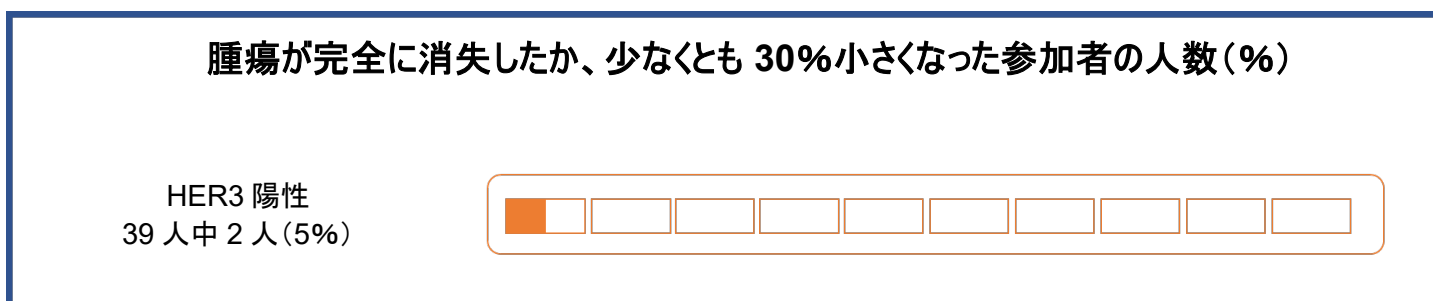 腫瘍が完全に消失したか、少なくとも 30%小さくなった参加者の人数(%)
HER3 陽性
39 人中 2 人(5%)